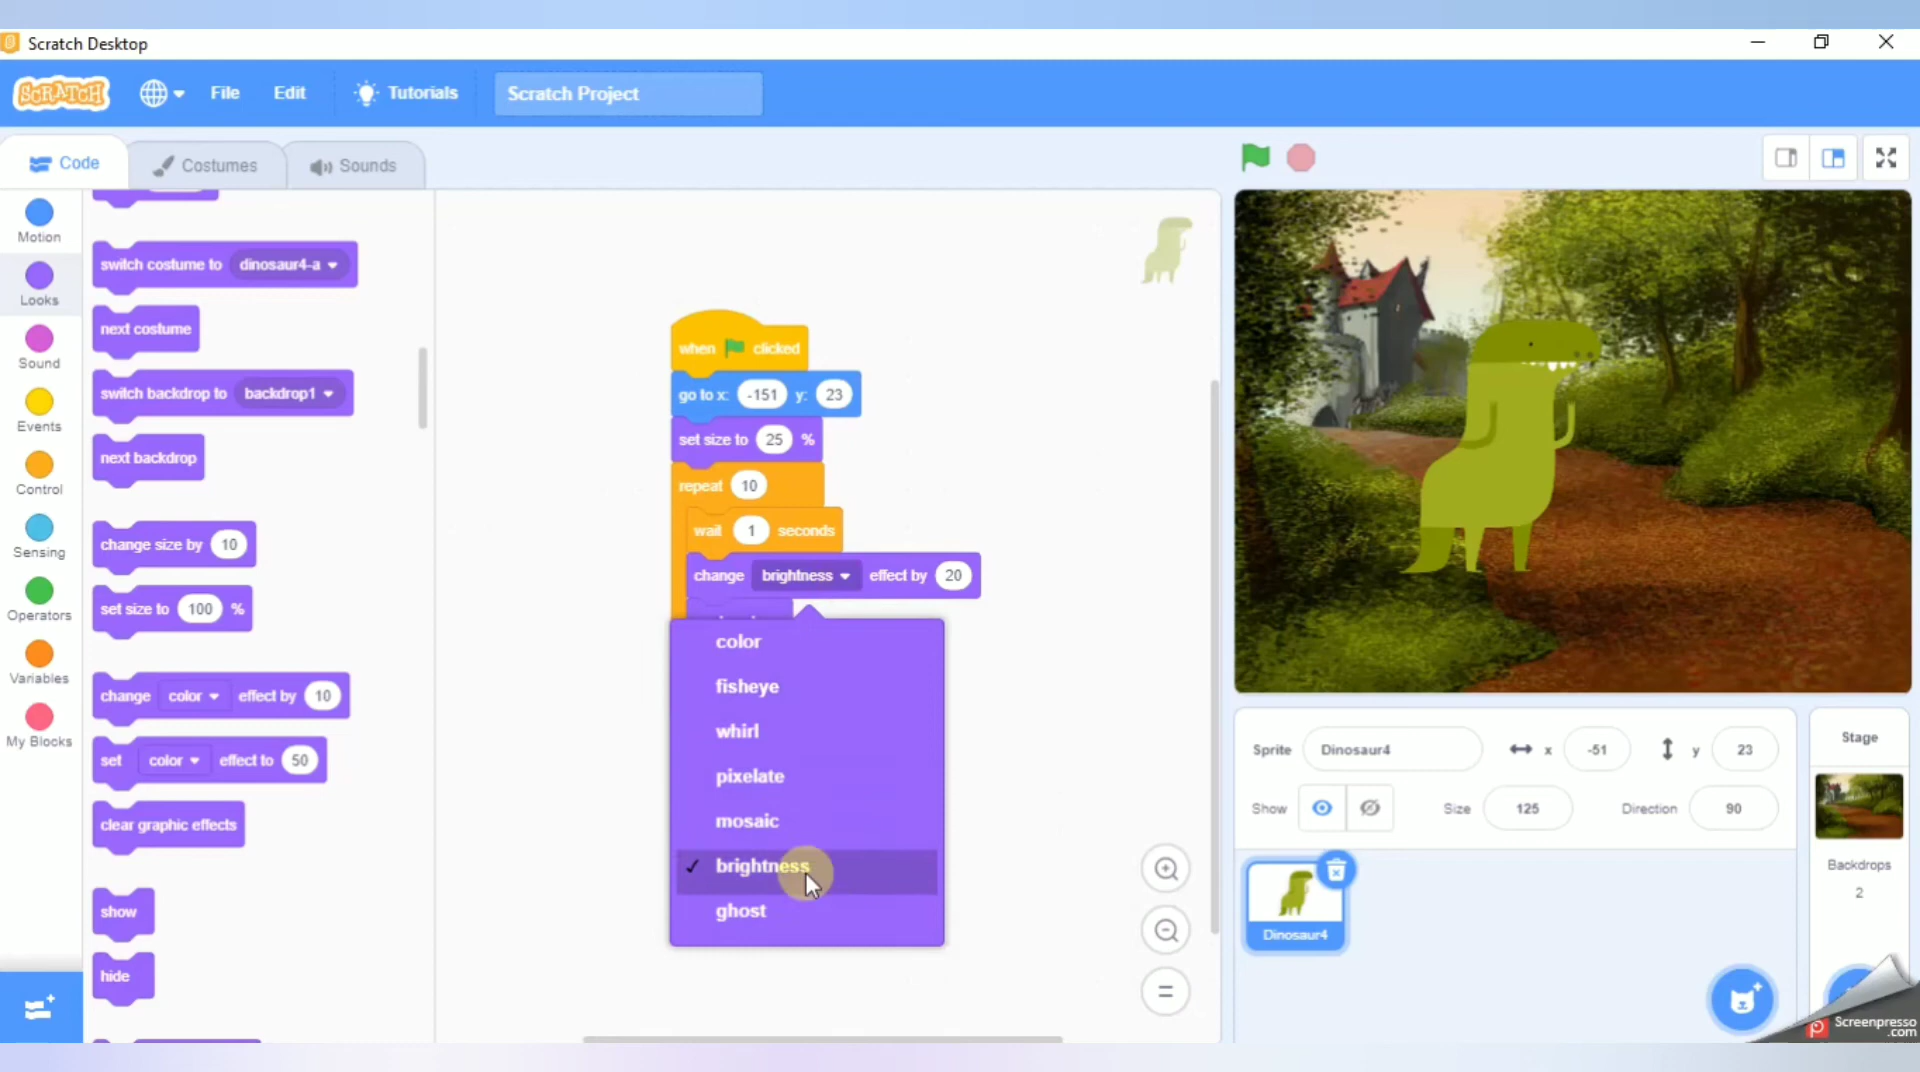 Scratch Desktop
SCRATCH
File
Edit
Tutorials
Scratch Project
Code
Costumes
Sounds
Motion
Looks
Sound
Events
Control
Sensing
Operators
Variables
My Blocks
switch costume to dinosaur4-a
next costume
switch backdrop to backdrop1
next backdrop
change size by 10
set size to 100 %
change color effect by 10
set color effect to 50
clear graphic effects
show
hide
when clicked
go to x: -151 y: 23
set size to 25 %
repeat 10
wait 1 seconds
change brightness effect by 20
color
fisheye
whirl
pixelate
mosaic
✓ brightness
ghost
Sprite Dinosaur4 x -51 y 23
Show Size 125 Direction 90
Dinosaur4
Stage
Backdrops
2
Screenpresso
.com